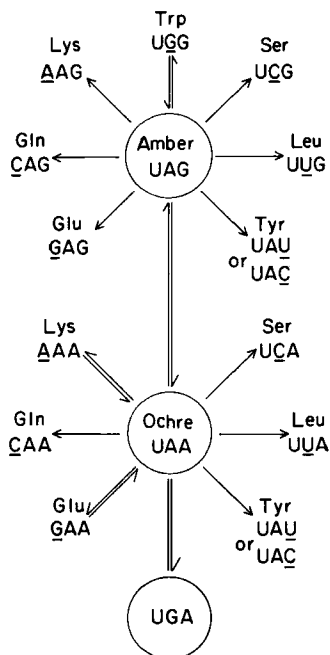 Trp
UGG
Lys
AAG
Ser
UCG
Gln
CAG
Amber
UAG
Leu
UUG
Glu
GAG
Tyr
UAU
or UAC
Lys
AAA
Ser
UCA
Gln
CAA
Ochre
UAA
Leu
UUA
Glu
GAA
Tyr
UAU
or UAC
UGA